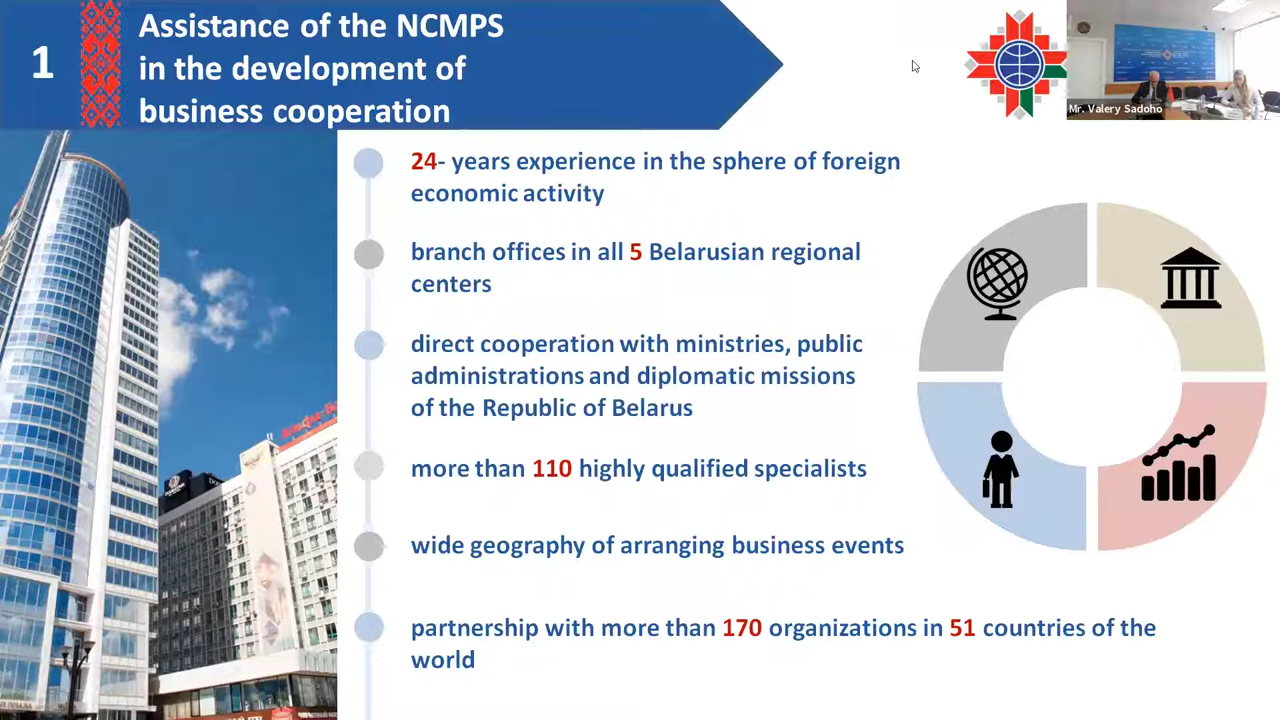 1
Assistance of the NCMPS
in the development of
business cooperation
Mr. Valery Sadoho
24- years experience in the sphere of foreign
economic activity
branch offices in all 5 Belarusian regional
centers
direct cooperation with ministries, public
administrations and diplomatic missions
of the Republic of Belarus
more than 110 highly qualified specialists
wide geography of arranging business events
partnership with more than 170 organizations in 51 countries of the
world